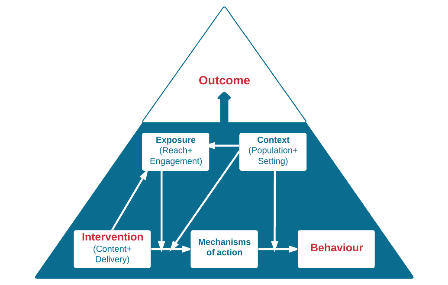 Outcome
Exposure
(Reach+
Engagement)
Context
(Population+
Setting)
Intervention
(Content+
Delivery)
Mechanisms
of action
Behaviour